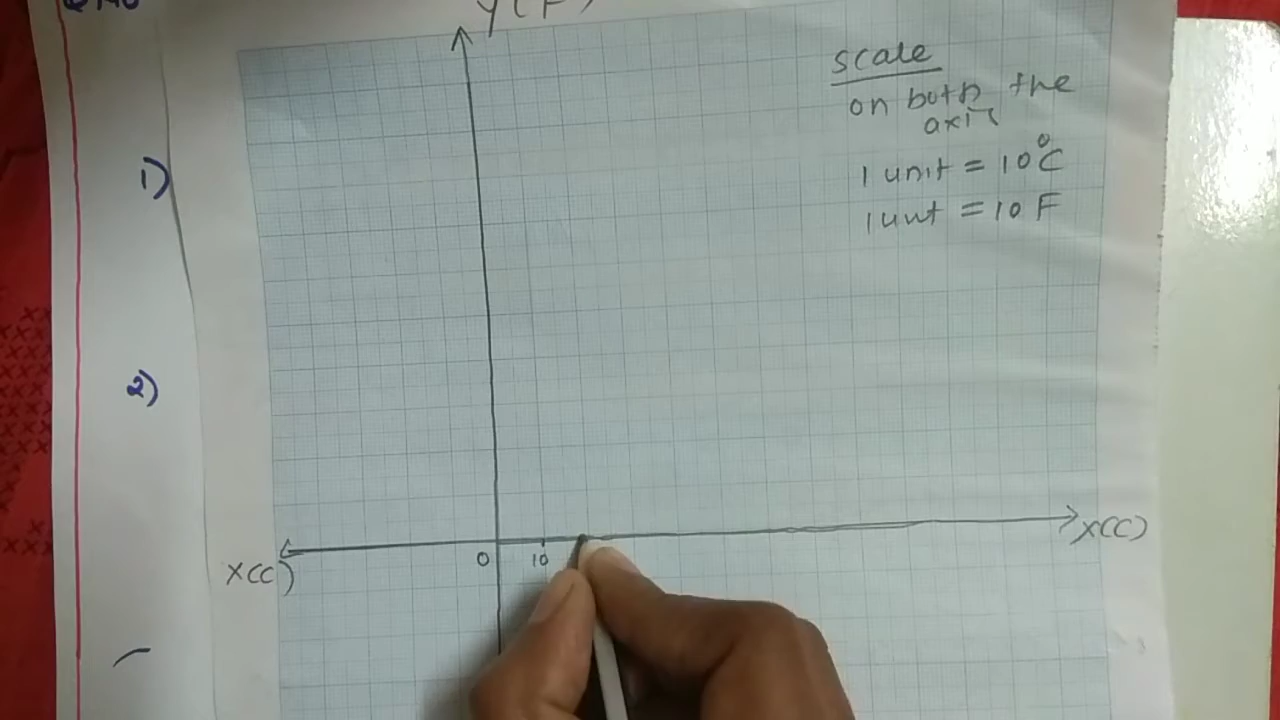 Y(F)
scale
on both the
axis
1 unit = 10°C
1 unt = 10 F
1)
2)
X(C)
0 10
X(C)